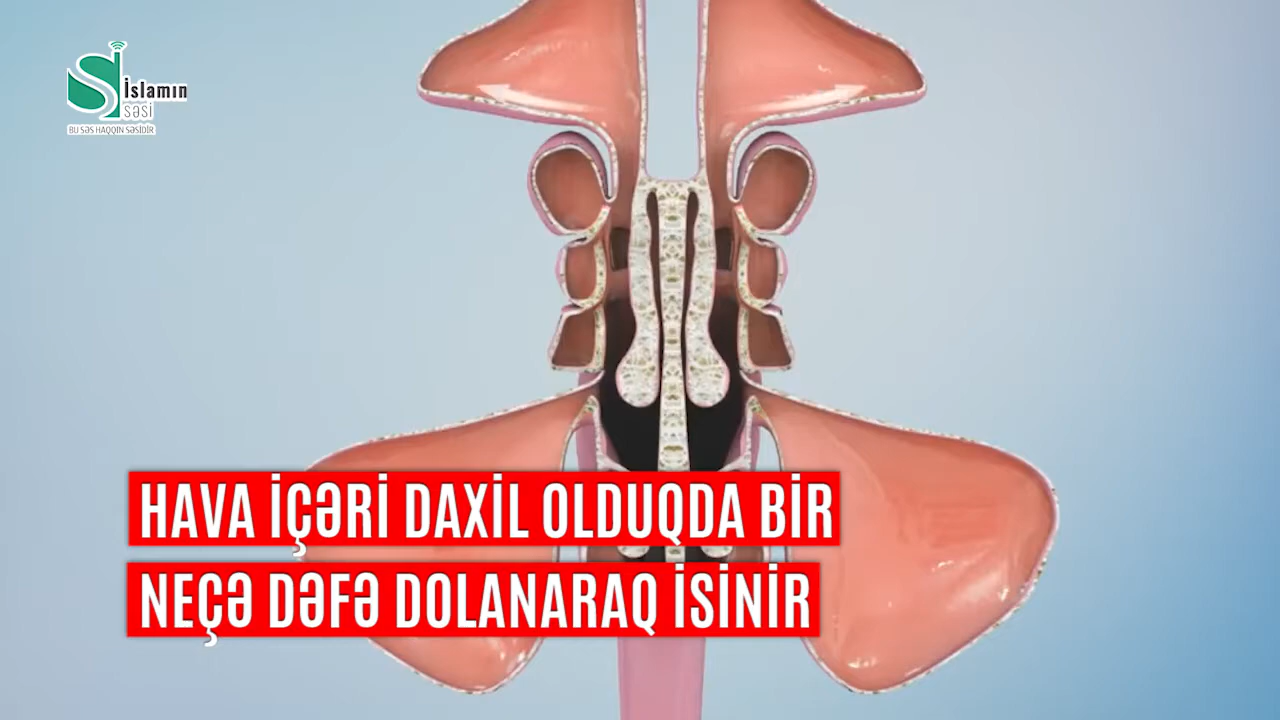 İslamın
SƏSİ
BU SƏS HAQQIN SƏSİDİR
HAVA İÇƏRİ DAXİL OLDUQDA BİR
NEÇƏ DƏFƏ DOLANARAQ İSİNİR